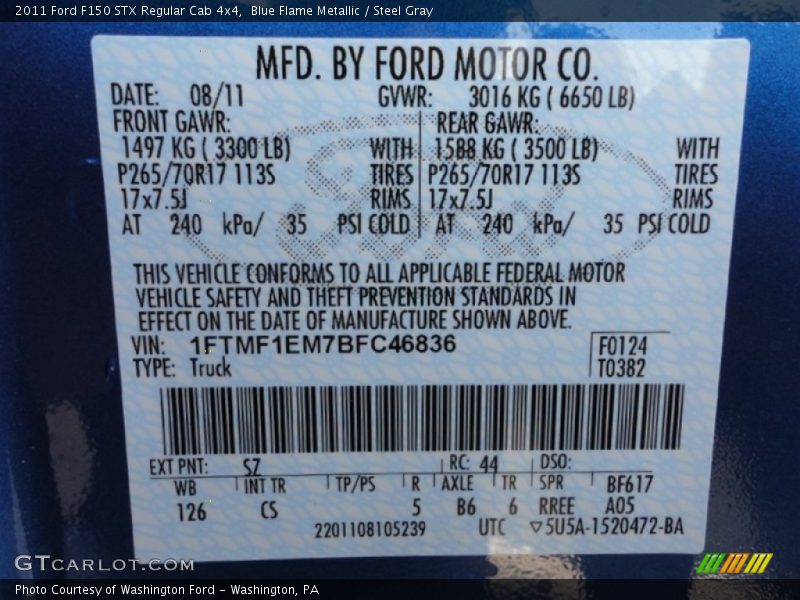 2011 Ford F150 STX Regular Cab 4x4,  Blue Flame Metallic / Steel Gray
MFD. BY FORD MOTOR CO.
DATE: 08/11 GVWR: 3016 KG ( 6650 LB)
FRONT GAWR: REAR GAWR:
1497 KG ( 3300 LB) WITH 1588 KG ( 3500 LB) WITH
P265/70R17 113S TIRES P265/70R17 113S TIRES
17x7.5J RIMS 17x7.5J RIMS
AT 240 kPa/ 35 PSI COLD AT 240 kPa/ 35 PSI COLD
THIS VEHICLE CONFORMS TO ALL APPLICABLE FEDERAL MOTOR
VEHICLE SAFETY AND THEFT PREVENTION STANDARDS IN
EFFECT ON THE DATE OF MANUFACTURE SHOWN ABOVE.
VIN: 1FTMF1EM7BFC46836 F0124
TYPE: Truck T0382
EXT PNT: SZ RC: 44 DSO:
WB INT TR TP/PS R AXLE TR SPR BF617
126 CS 5 B6 6 RREE A05
2201108105239 UTC ▽5U5A-1520472-BA
GTCARLOT.COM
Photo Courtesy of Washington Ford - Washington, PA